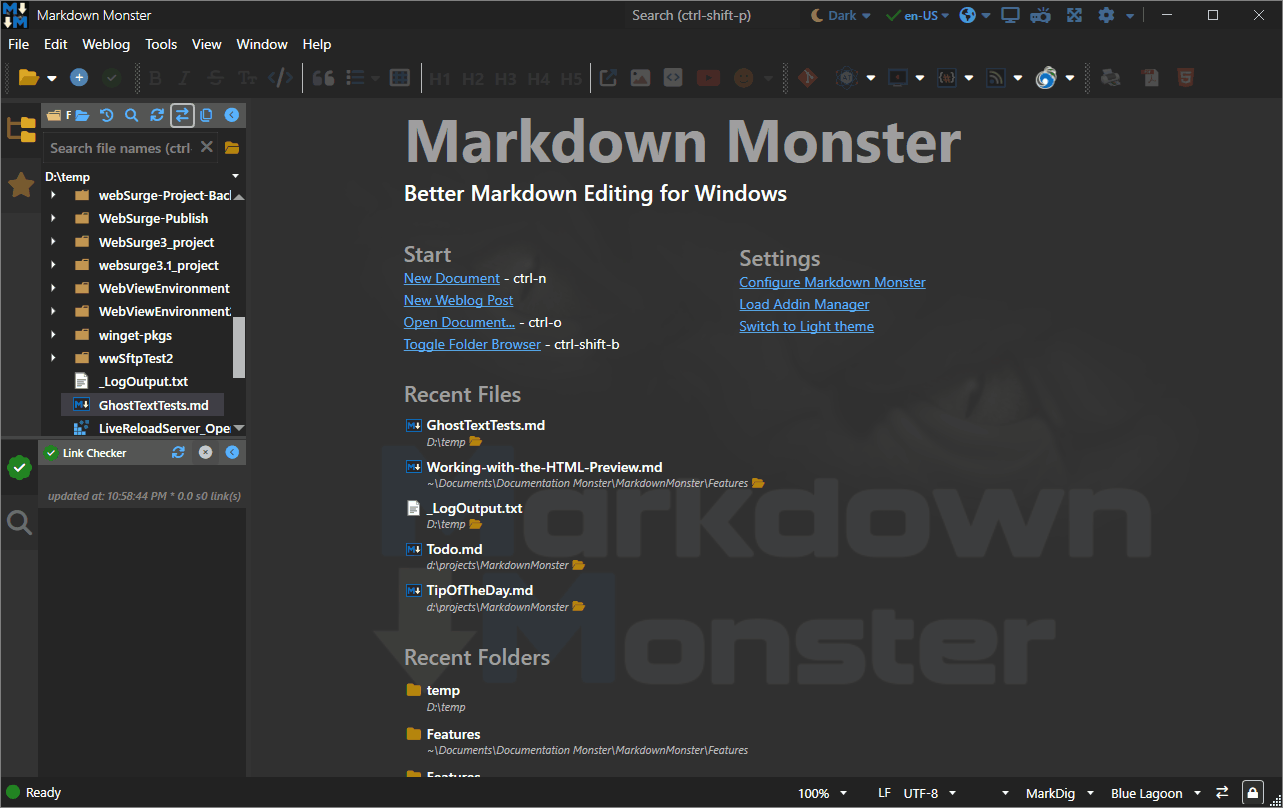 Markdown Monster
Search (ctrl-shift-p)
Dark
en-US
File Edit Weblog Tools View Window Help
H1 H2 H3 H4 H5
F
Search file names (ctrl-
D:\temp
webSurge-Project-Back
WebSurge-Publish
WebSurge3_project
websurge3.1_project
WebViewEnvironment
WebViewEnvironment
winget-pkgs
wwSftpTest2
_LogOutput.txt
GhostTextTests.md
LiveReloadServer_Ope
Link Checker
updated at: 10:58:44 PM * 0.0 s0 link(s)
Markdown Monster
Better Markdown Editing for Windows
Start
New Document - ctrl-n
New Weblog Post
Open Document... - ctrl-o
Toggle Folder Browser - ctrl-shift-b
Settings
Configure Markdown Monster
Load Addin Manager
Switch to Light theme
Recent Files
GhostTextTests.md
D:\temp
Working-with-the-HTML-Preview.md
~\Documents\Documentation Monster\MarkdownMonster\Features
_LogOutput.txt
D:\temp
Todo.md
d:\projects\MarkdownMonster
TipOfTheDay.md
d:\projects\MarkdownMonster
Recent Folders
temp
D:\temp
Features
~\Documents\Documentation Monster\MarkdownMonster\Features
Features
Markdown
Monster
Ready
100%
LF UTF-8
MarkDig
Blue Lagoon